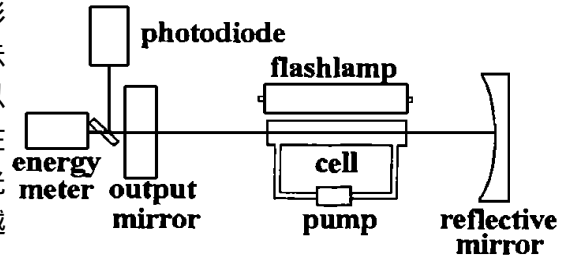 photodiode
flashlamp
energy
meter
output
mirror
cell
pump
reflective
mirror